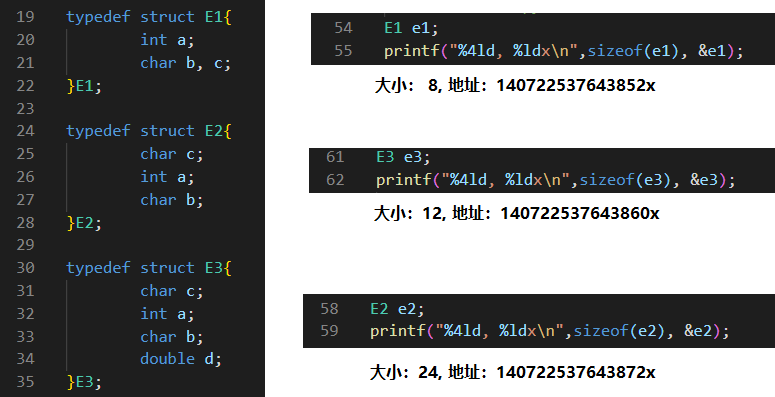 19 typedef struct E1{
20 int a;
21 char b, c;
22 }E1;
23
24 typedef struct E2{
25 char c;
26 int a;
27 char b;
28 }E2;
29
30 typedef struct E3{
31 char c;
32 int a;
33 char b;
34 double d;
35 }E3;
54 E1 e1;
55 printf("%4ld, %ldx\n",sizeof(e1), &e1);
大小： 8, 地址：140722537643852x
61 E3 e3;
62 printf("%4ld, %ldx\n",sizeof(e3), &e3);
大小：12, 地址：140722537643860x
58 E2 e2;
59 printf("%4ld, %ldx\n",sizeof(e2), &e2);
大小：24, 地址：140722537643872x